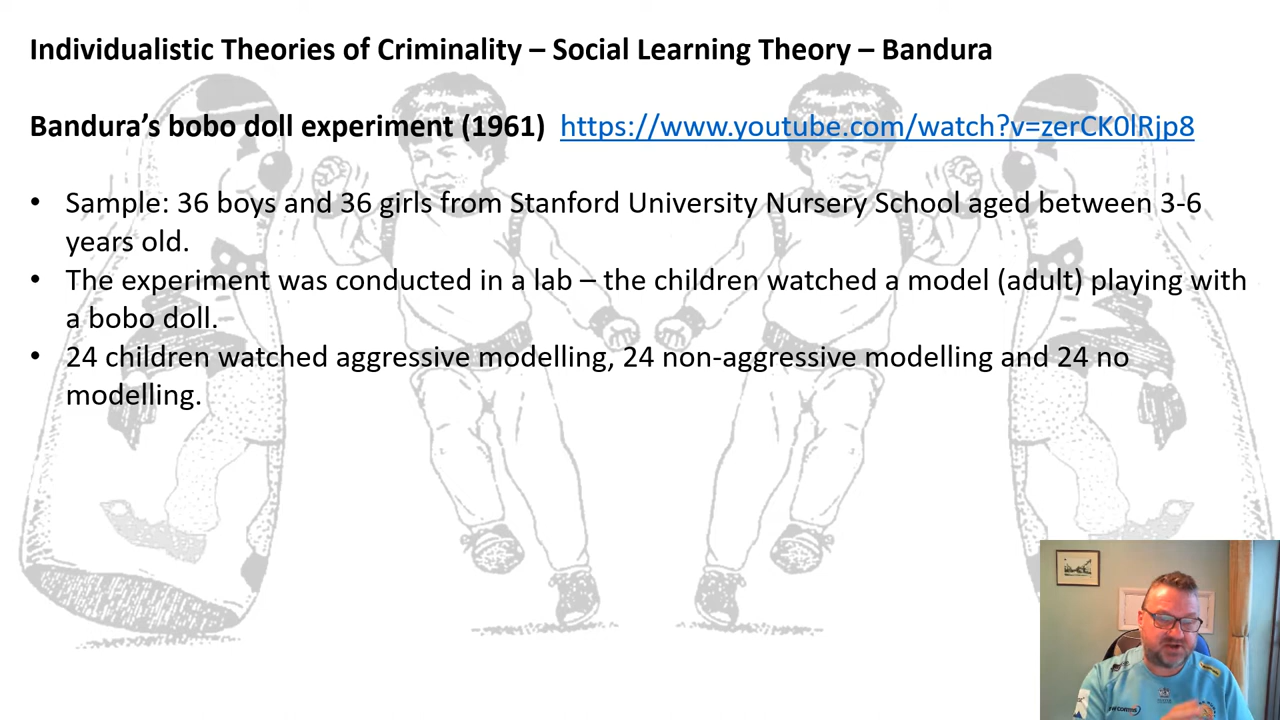 Individualistic Theories of Criminality – Social Learning Theory – Bandura
Bandura’s bobo doll experiment (1961) https://www.youtube.com/watch?v=zerCK0lRjp8
• Sample: 36 boys and 36 girls from Stanford University Nursery School aged between 3-6
years old.
• The experiment was conducted in a lab – the children watched a model (adult) playing with
a bobo doll.
• 24 children watched aggressive modelling, 24 non-aggressive modelling and 24 no
modelling.